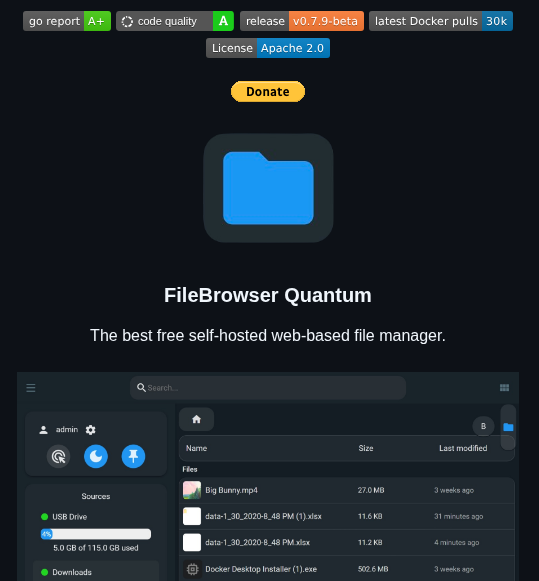 go report A+ code quality A release v0.7.9-beta latest Docker pulls 30k
License Apache 2.0
Donate
FileBrowser Quantum
The best free self-hosted web-based file manager.
Search...
admin
B
Name Size Last modified
Files
Sources
Big Bunny.mp4 27.0 MB 3 weeks ago
USB Drive
data-1_30_2020-8_48 PM (1).xlsx 11.6 KB 31 minutes ago
4%
5.0 GB of 115.0 GB used
data-1_30_2020-8_48 PM.xlsx 11.2 KB 4 minutes ago
Downloads
Docker Desktop Installer (1).exe 502.6 MB 3 weeks ago